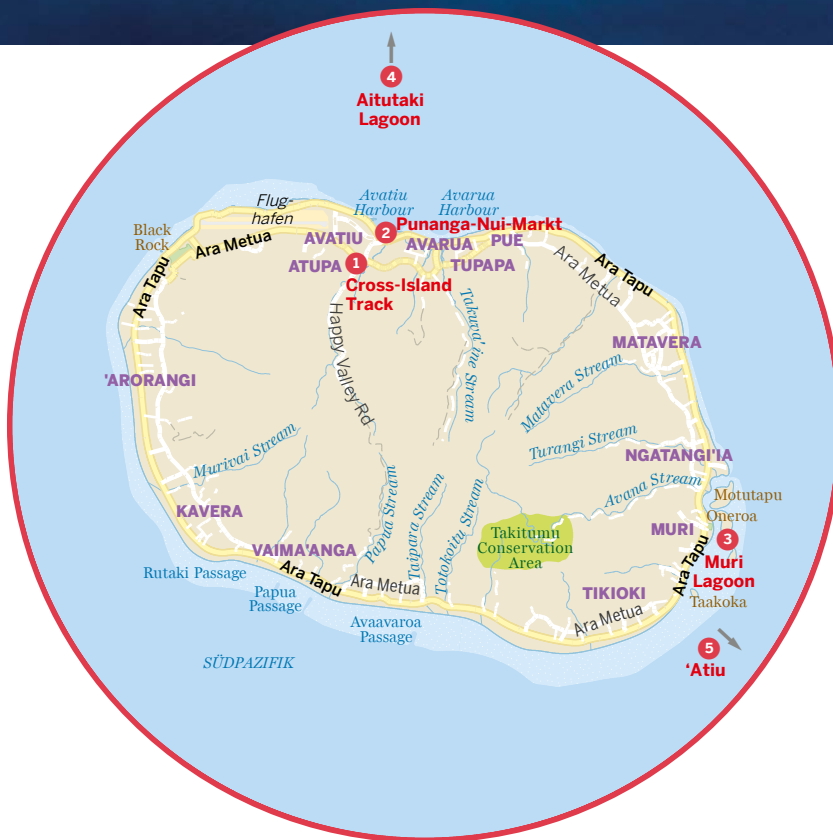 4
Aitutaki
Lagoon
Flug-
hafen
Avatiu
Harbour
Avarua
Harbour
Black
Rock
2
Punanga-Nui-Markt
Ara Metua
AVATIU
AVARUA
PUE
ATUPA
1
TUPAPA
Cross-Island
Track
Ara Metua
Ara Tapu
Ara Tapu
Happy Valley Rd
Takuva'ine Stream
MATAVERA
'ARORANGI
Matavera Stream
Turangi Stream
Murivai Stream
NGATANGI'IA
Avana Stream
Motutapu
Oneroa
KAVERA
Papua Stream
Taipara Stream
Totokoitu Stream
Takitumu
Conservation
Area
MURI
3
Muri
Lagoon
VAIMA'ANGA
Rutaki Passage
Ara Tapu
Ara Metua
Papua
Passage
Avaavaroa
Passage
TIKIOKI
Ara Metua
Ara Tapu
Taakoka
SÜDPAZIFIK
5
‘Atiu